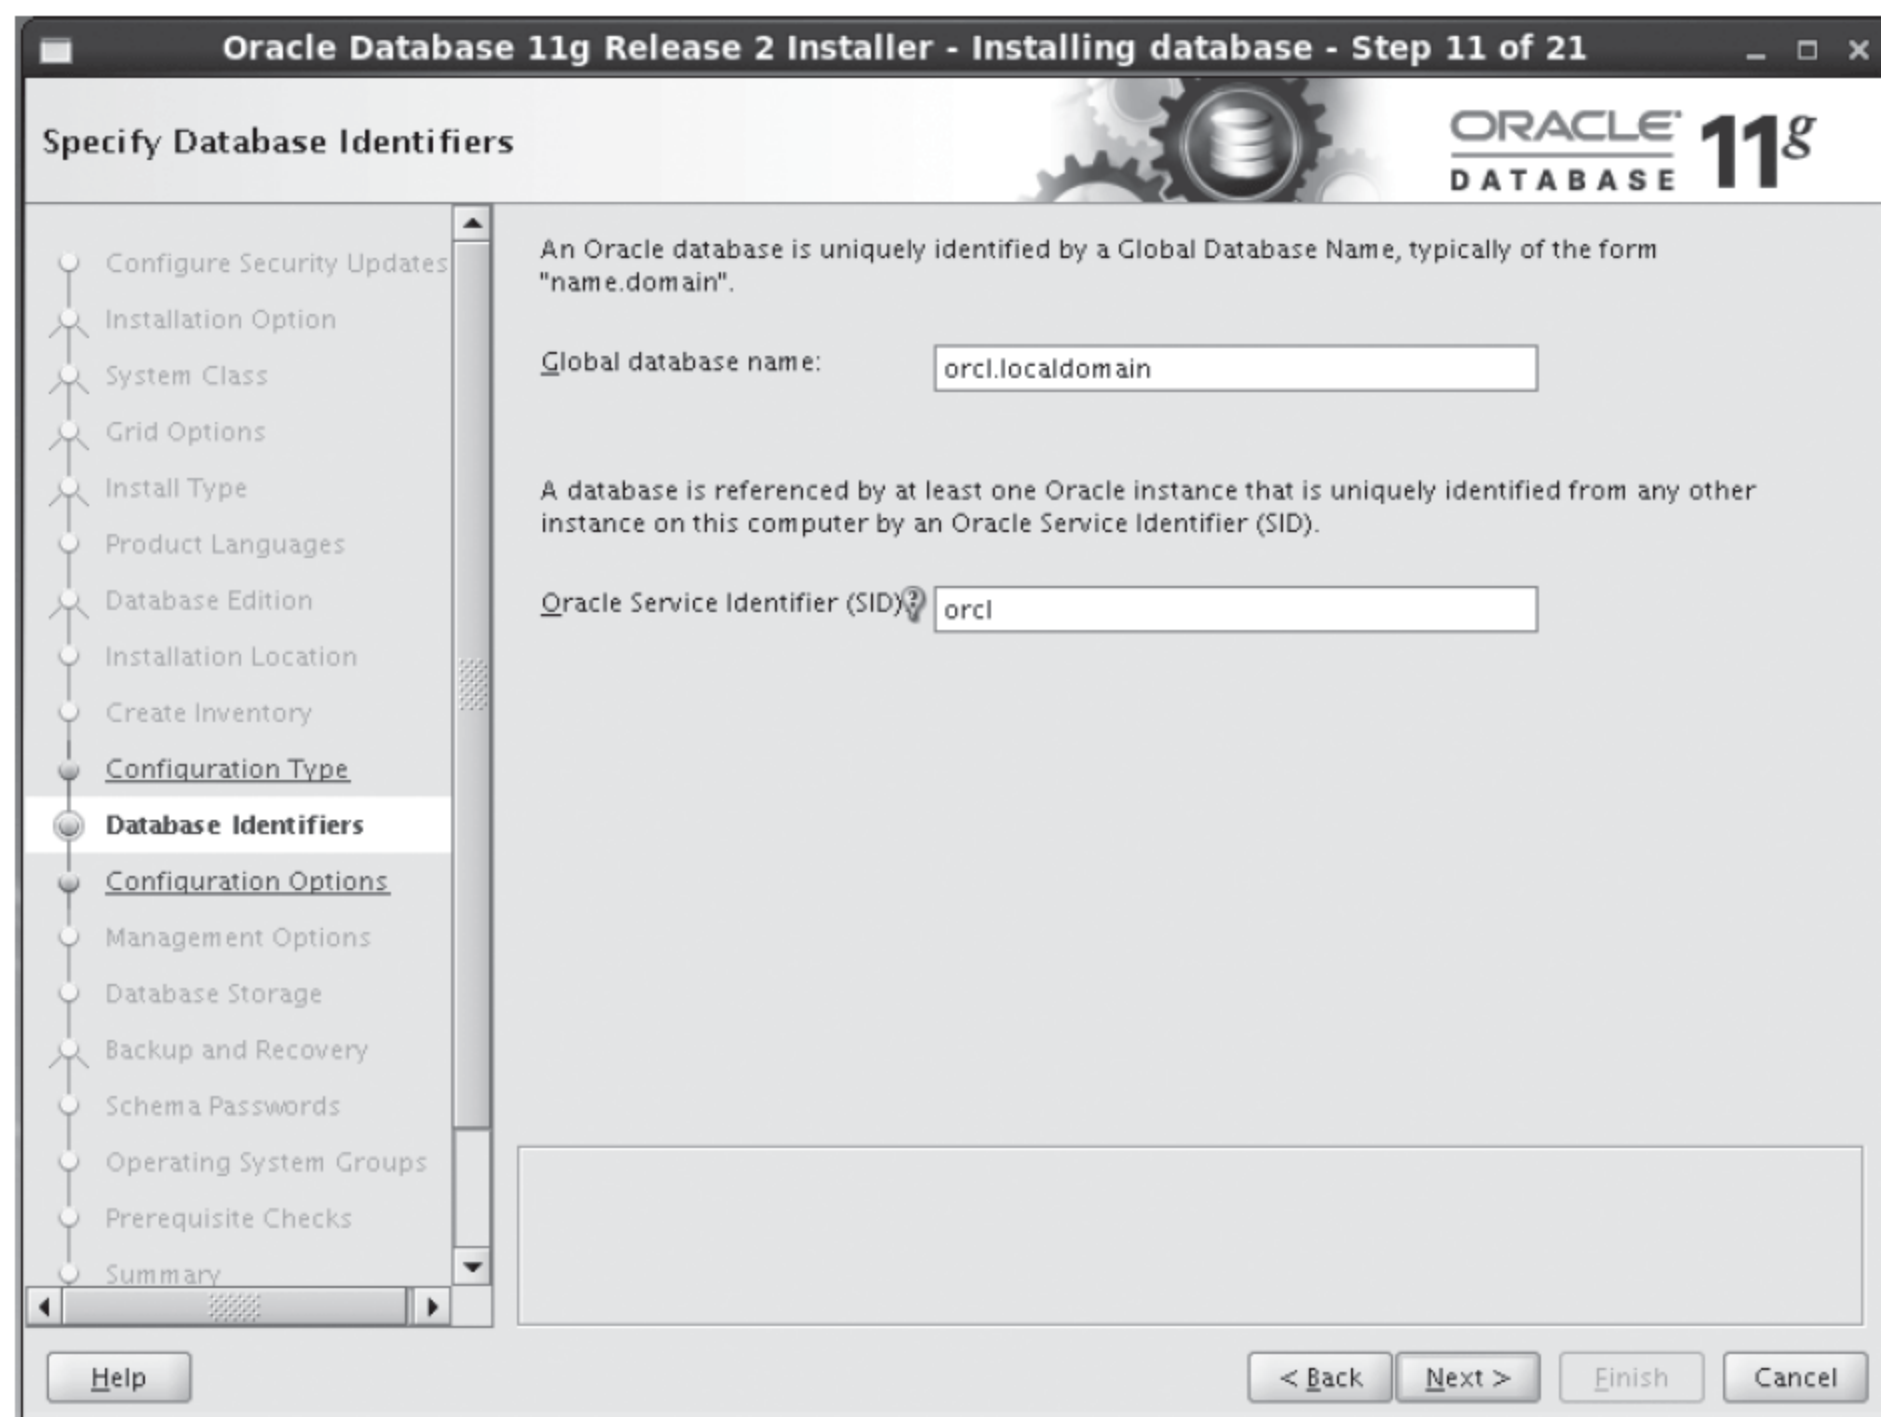 Oracle Database 11g Release 2 Installer - Installing database - Step 11 of 21
Specify Database Identifiers
ORACLE
DATABASE
11g
Configure Security Updates
Installation Option
System Class
Grid Options
Install Type
Product Languages
Database Edition
Installation Location
Create Inventory
Configuration Type
Database Identifiers
Configuration Options
Management Options
Database Storage
Backup and Recovery
Schema Passwords
Operating System Groups
Prerequisite Checks
Summary
An Oracle database is uniquely identified by a Global Database Name, typically of the form
"name.domain".
Global database name: orcl.localdomain
A database is referenced by at least one Oracle instance that is uniquely identified from any other
instance on this computer by an Oracle Service Identifier (SID).
Oracle Service Identifier (SID) orcl
Help
< Back
Next >
Finish
Cancel